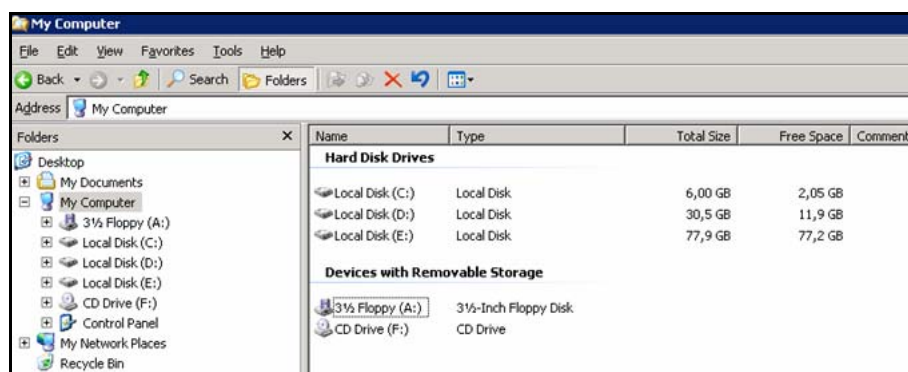 My Computer
File Edit View Favorites Tools Help
Back Search Folders
Address My Computer
Folders
Desktop
My Documents
My Computer
3½ Floppy (A:)
Local Disk (C:)
Local Disk (D:)
Local Disk (E:)
CD Drive (F:)
Control Panel
My Network Places
Recycle Bin
Name Type Total Size Free Space Comment
Hard Disk Drives
Local Disk (C:) Local Disk 6,00 GB 2,05 GB
Local Disk (D:) Local Disk 30,5 GB 11,9 GB
Local Disk (E:) Local Disk 77,9 GB 77,2 GB
Devices with Removable Storage
3½ Floppy (A:) 3½-Inch Floppy Disk
CD Drive (F:) CD Drive